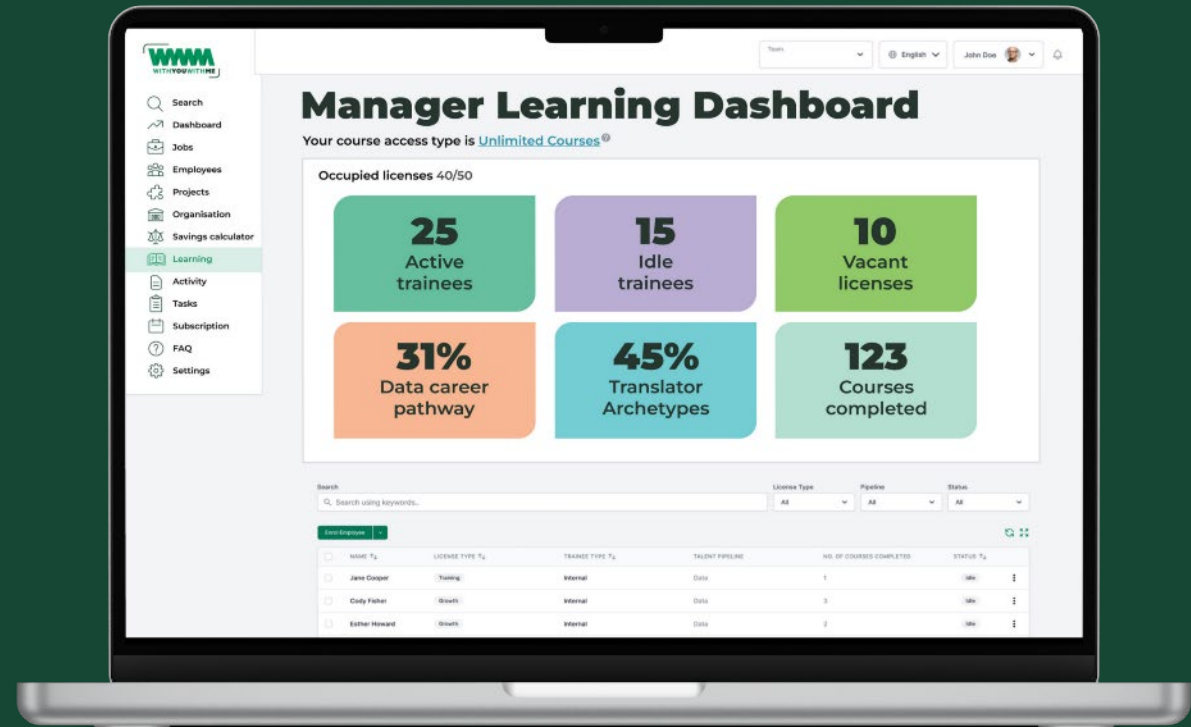 WYWM
WITHYOUWITHME
Team
English
John Doe
Search
Dashboard
Jobs
Employees
Projects
Organisation
Savings calculator
Learning
Activity
Tasks
Subscription
FAQ
Settings
Manager Learning Dashboard
Your course access type is Unlimited Courses
Occupied licenses 40/50
25
Active
trainees
15
Idle
trainees
10
Vacant
licenses
31%
Data career
pathway
45%
Translator
Archetypes
123
Courses
completed
Search
License Type
Pipeline
Status
Search using keywords..
All
All
All
Enrol Employee
NAME LICENSE TYPE TRAINEE TYPE TALENT PIPELINE NO. OF COURSES COMPLETED STATUS
Jane Cooper Training Internal Data 1 Idle
Cody Fisher Growth Internal Data 3 Idle
Esther Howard Growth Internal Data 2 Idle